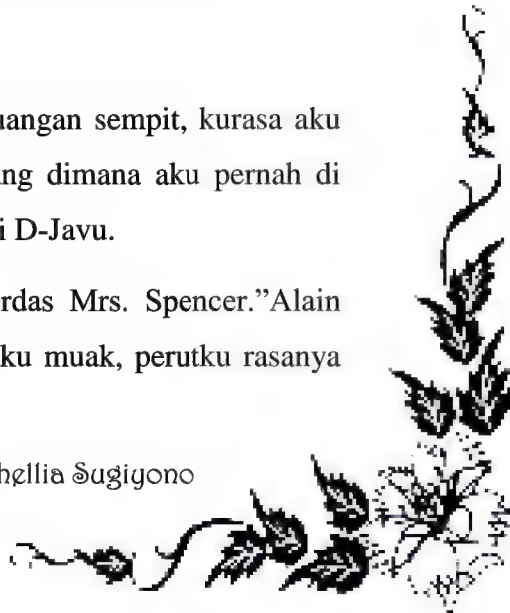 uangan sempit, kurasa aku
ang dimana aku pernah di
i D-Javu.
rdas Mrs. Spencer.”Alain
ku muak, perutku rasanya
hellia Sugiyono